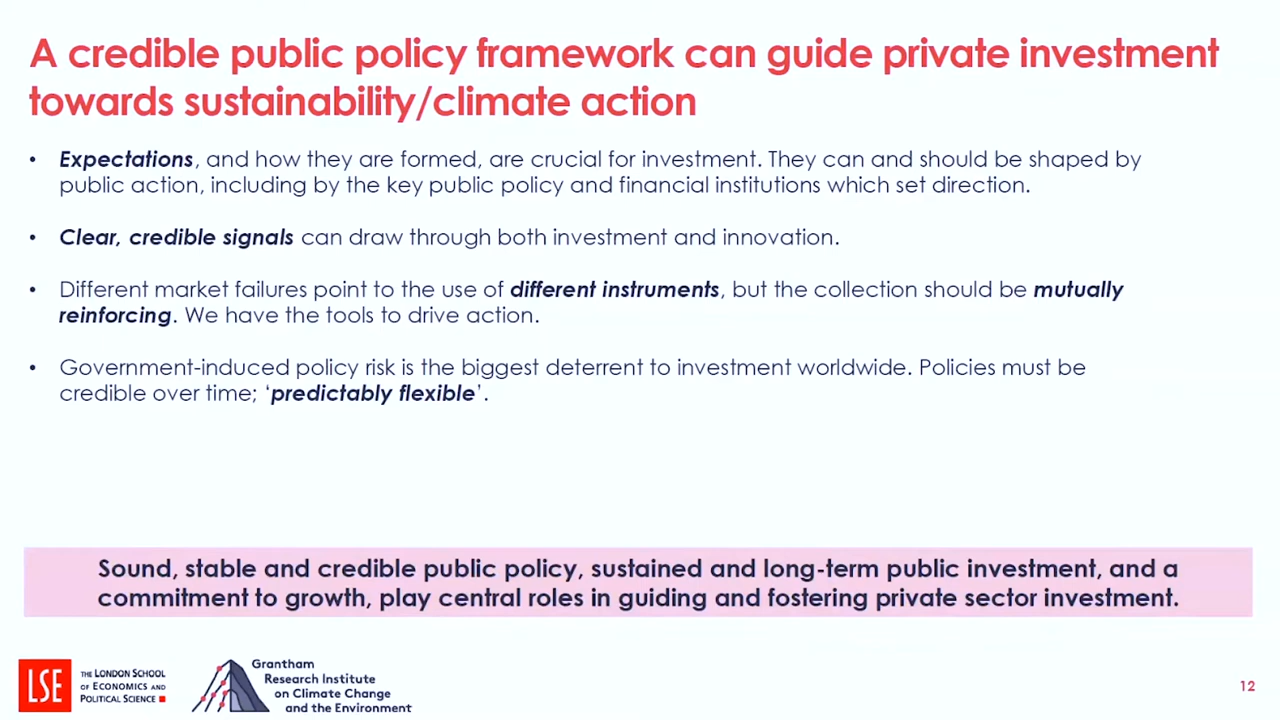 A credible public policy framework can guide private investment
towards sustainability/climate action
• Expectations, and how they are formed, are crucial for investment. They can and should be shaped by
public action, including by the key public policy and financial institutions which set direction.
• Clear, credible signals can draw through both investment and innovation.
• Different market failures point to the use of different instruments, but the collection should be mutually
reinforcing. We have the tools to drive action.
• Government-induced policy risk is the biggest deterrent to investment worldwide. Policies must be
credible over time; ‘predictably flexible’.
Sound, stable and credible public policy, sustained and long-term public investment, and a
commitment to growth, play central roles in guiding and fostering private sector investment.
LSE
THE LONDON SCHOOL
OF ECONOMICS AND
POLITICAL SCIENCE
Grantham
Research Institute
on Climate Change
and the Environment
12